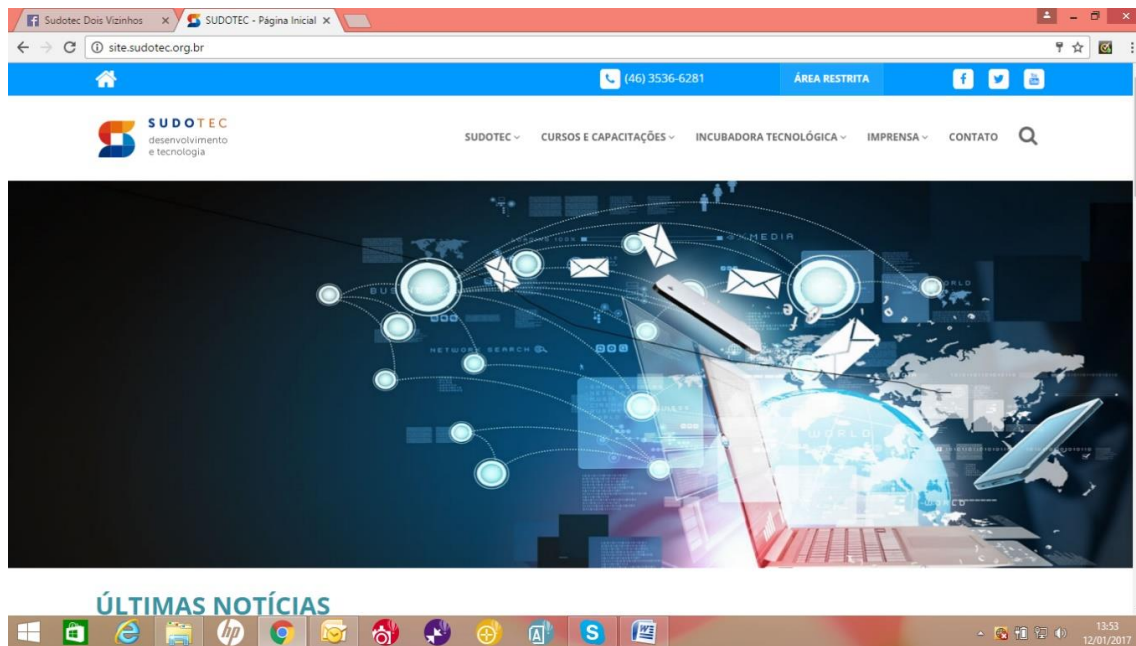 Sudotec Dois Vizinhos
SUDOTEC - Página Inicial
site.sudotec.org.br
(46) 3536-6281
ÁREA RESTRITA
SUDOTEC
desenvolvimento
e tecnologia
SUDOTEC
CURSOS E CAPACITAÇÕES
INCUBADORA TECNOLÓGICA
IMPRENSA
CONTATO
MEDIA
NETWORK SEARCH
WORLD
ÚLTIMAS NOTÍCIAS
13:53
12/01/2017